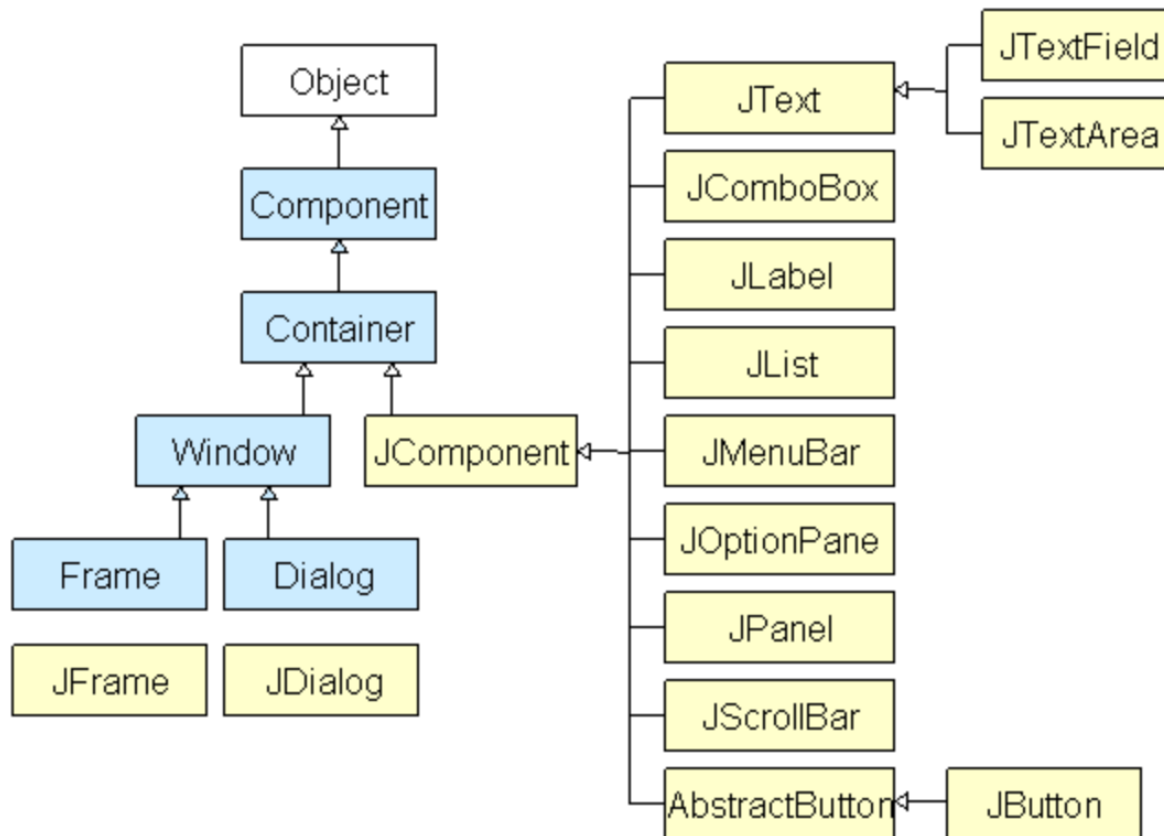 Object
Component
Container
Window
JComponent
Frame
Dialog
JFrame
JDialog
JText
JComboBox
JLabel
JList
JMenuBar
JOptionPane
JPanel
JScrollBar
AbstractButton
JTextField
JTextArea
JButton